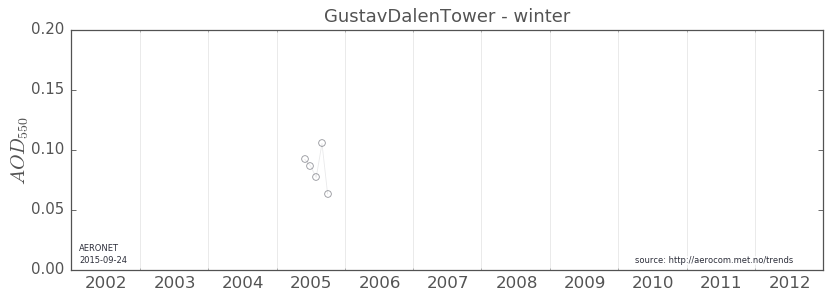 GustavDalenTower - winter
0.20
0.15
0.10
0.05
0.00
AOD550
AERONET
2015-09-24
source: http://aerocom.met.no/trends
2002 2003 2004 2005 2006 2007 2008 2009 2010 2011 2012